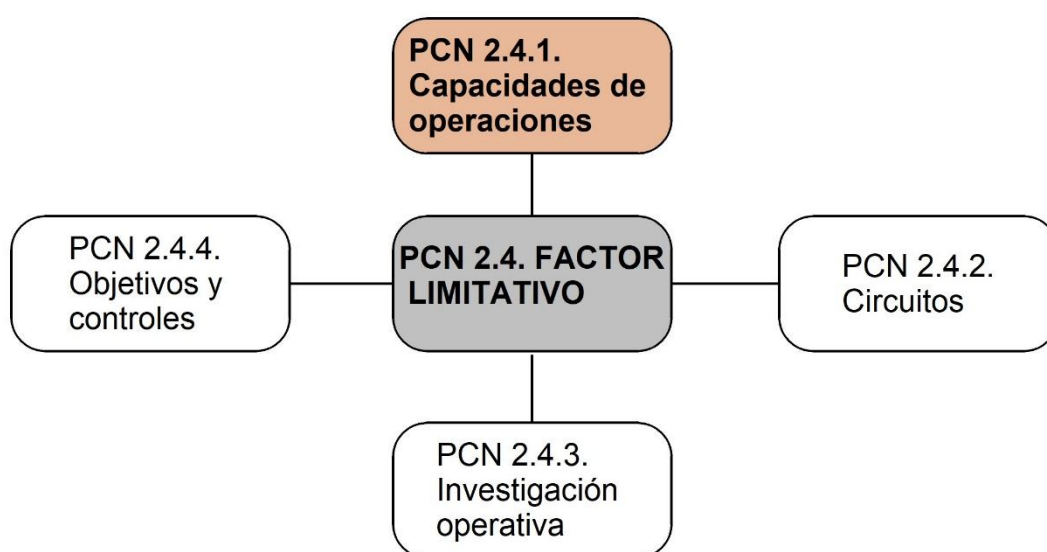 PCN 2.4.1.
Capacidades de
operaciones
PCN 2.4.4.
Objetivos y
controles
PCN 2.4. FACTOR
LIMITATIVO
PCN 2.4.2.
Circuitos
PCN 2.4.3.
Investigación
operativa